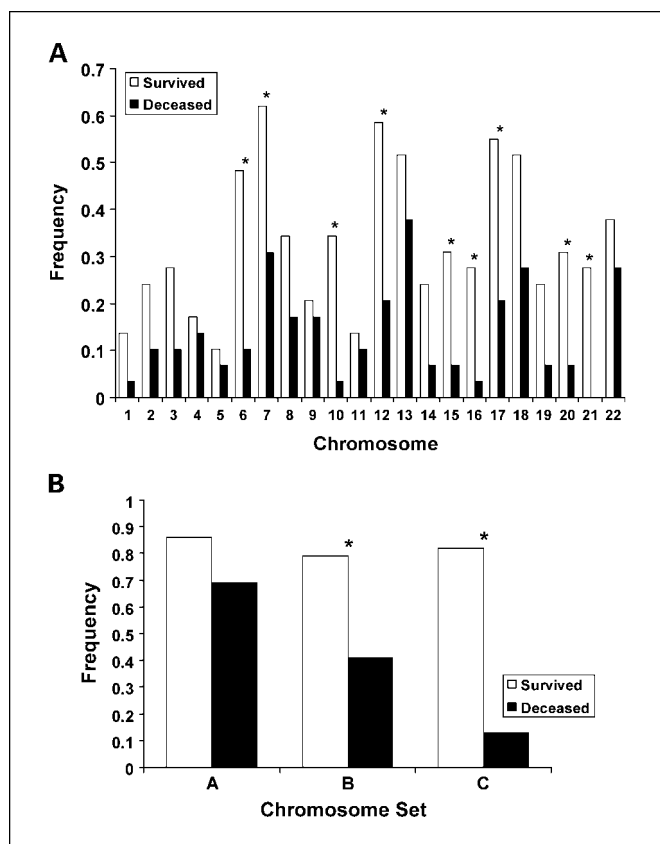 A
0.7
0.6
0.5
0.4
0.3
0.2
0.1
0
Frequency
Survived
Deceased
* * * * * * * * *
1 2 3 4 5 6 7 8 9 10 11 12 13 14 15 16 17 18 19 20 21 22
Chromosome
B
1
0.9
0.8
0.7
0.6
0.5
0.4
0.3
0.2
0.1
0
Frequency
* *
Survived
Deceased
A B C
Chromosome Set